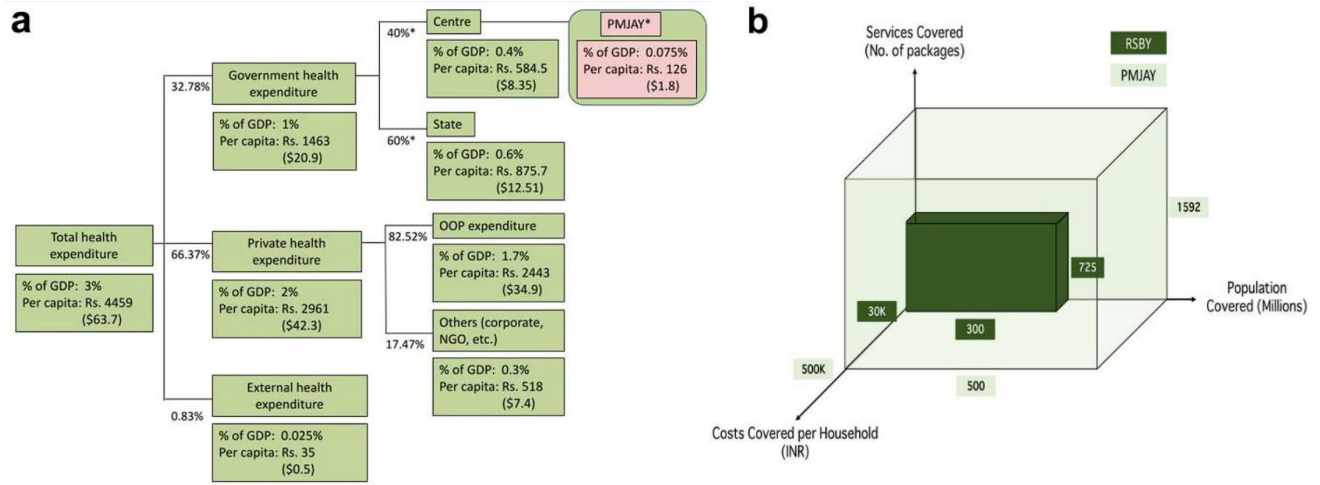 a
Total health
expenditure
% of GDP: 3%
Per capita: Rs. 4459
($63.7)
32.78%
Government health
expenditure
% of GDP: 1%
Per capita: Rs. 1463
($20.9)
40%*
Centre
% of GDP: 0.4%
Per capita: Rs. 584.5
($8.35)
PMJAY*
% of GDP: 0.075%
Per capita: Rs. 126
($1.8)
60%*
State
% of GDP: 0.6%
Per capita: Rs. 875.7
($12.51)
66.37%
Private health
expenditure
% of GDP: 2%
Per capita: Rs. 2961
($42.3)
82.52%
OOP expenditure
% of GDP: 1.7%
Per capita: Rs. 2443
($34.9)
17.47%
Others (corporate,
NGO, etc.)
% of GDP: 0.3%
Per capita: Rs. 518
($7.4)
0.83%
External health
expenditure
% of GDP: 0.025%
Per capita: Rs. 35
($0.5)
b
Services Covered
(No. of packages)
RSBY
PMJAY
1592
725
Population
Covered (Millions)
30K
300
500K
500
Costs Covered per Household
(INR)